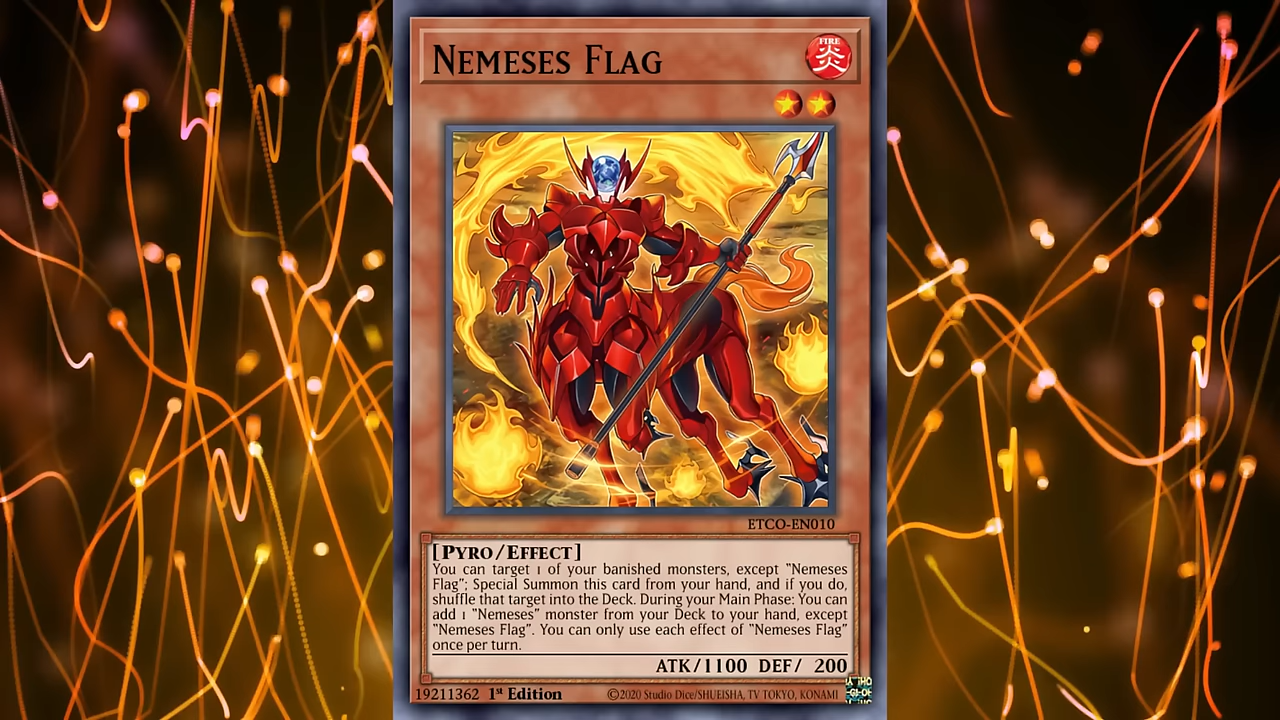 Nemeses Flag
FIRE
炎
ETCO-EN010
[Pyro/Effect]
You can target 1 of your banished monsters, except "Nemeses
Flag"; Special Summon this card from your hand, and if you do,
shuffle that target into the Deck. During your Main Phase: You can
add 1 "Nemeses" monster from your Deck to your hand, except
"Nemeses Flag". You can only use each effect of "Nemeses Flag"
once per turn.
ATK/1100 DEF/ 200
19211362 1st Edition ©2020 Studio Dice/SHUEISHA, TV TOKYO, KONAMI